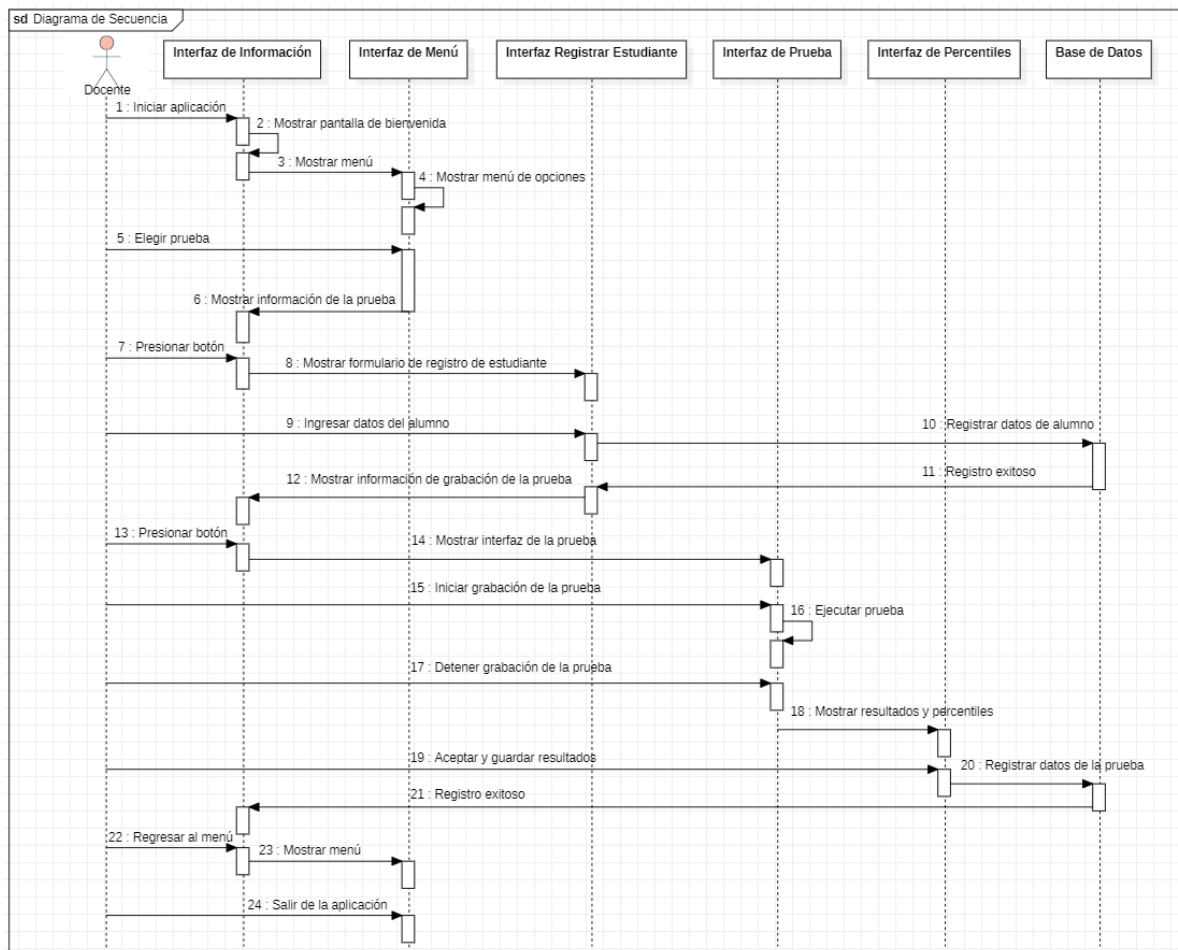 sd Diagrama de Secuencia
Interfaz de Información
Interfaz de Menú
Interfaz Registrar Estudiante
Interfaz de Prueba
Interfaz de Percentiles
Base de Datos
Docente
1 : Iniciar aplicación
2 : Mostrar pantalla de bienvenida
3 : Mostrar menú
4 : Mostrar menú de opciones
5 : Elegir prueba
6 : Mostrar información de la prueba
7 : Presionar botón
8 : Mostrar formulario de registro de estudiante
9 : Ingresar datos del alumno
10 : Registrar datos de alumno
11 : Registro exitoso
12 : Mostrar información de grabación de la prueba
13 : Presionar botón
14 : Mostrar interfaz de la prueba
15 : Iniciar grabación de la prueba
16 : Ejecutar prueba
17 : Detener grabación de la prueba
18 : Mostrar resultados y percentiles
19 : Aceptar y guardar resultados
20 : Registrar datos de la prueba
21 : Registro exitoso
22 : Regresar al menú
23 : Mostrar menú
24 : Salir de la aplicación